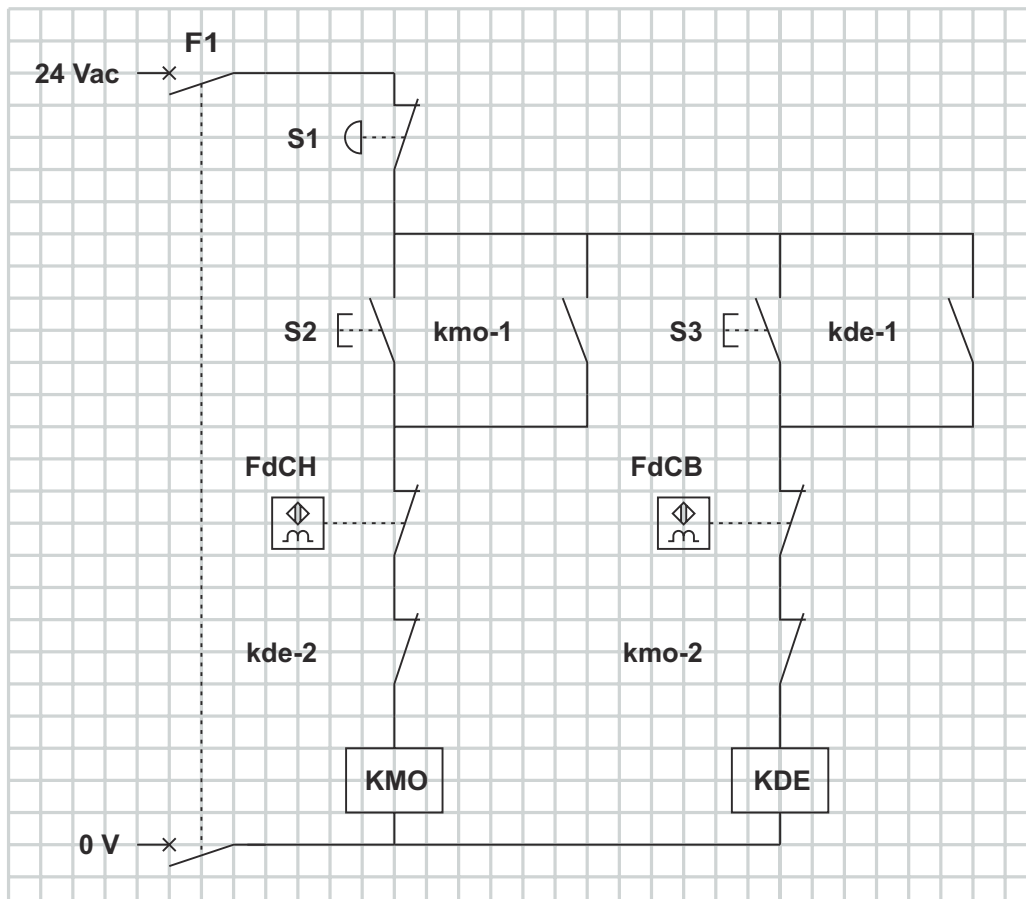 F1
24 Vac
S1
S2
kmo-1
S3
kde-1
FdCH
FdCB
kde-2
kmo-2
KMO
KDE
0 V